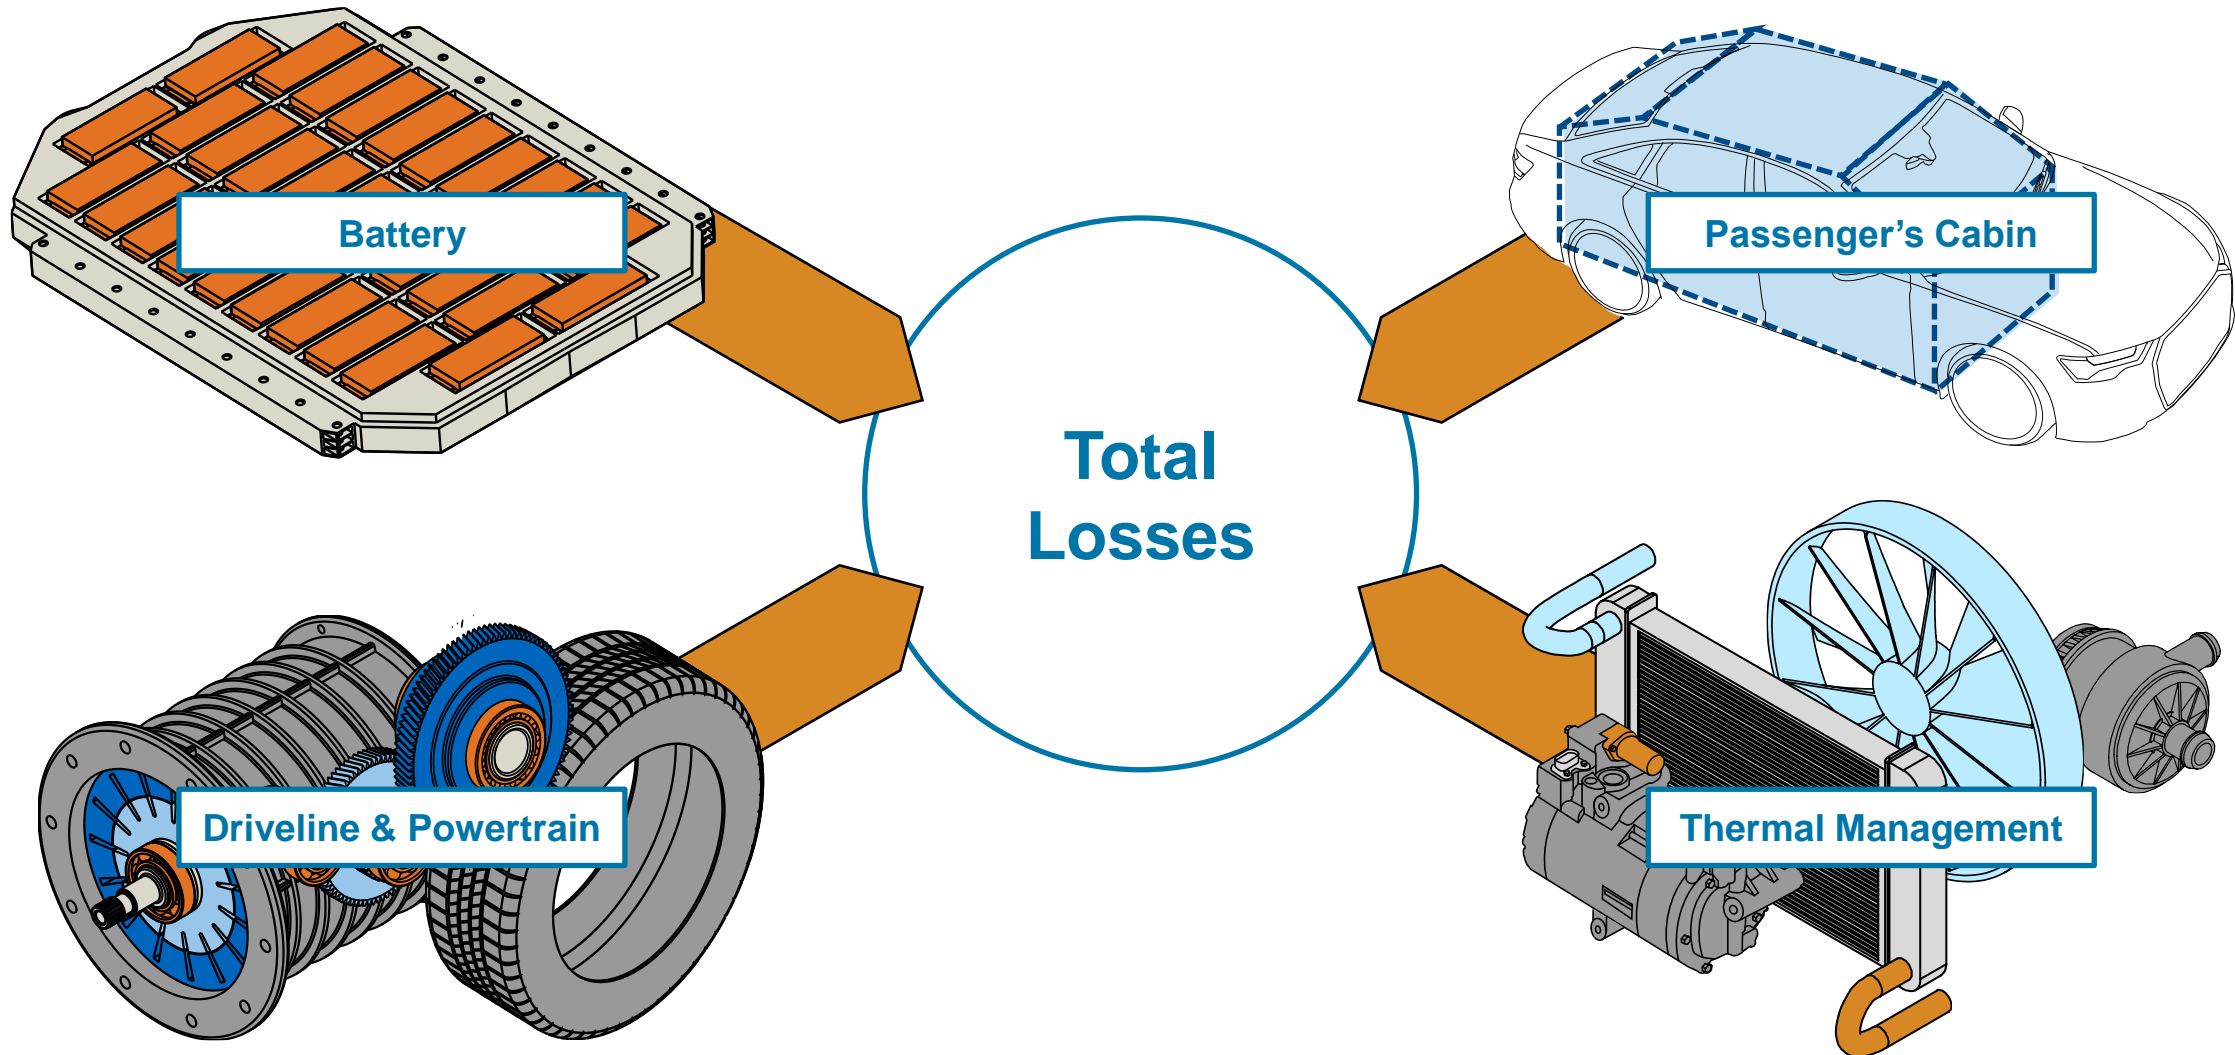 Battery
Passenger’s Cabin
Total
Losses
Driveline & Powertrain
Thermal Management